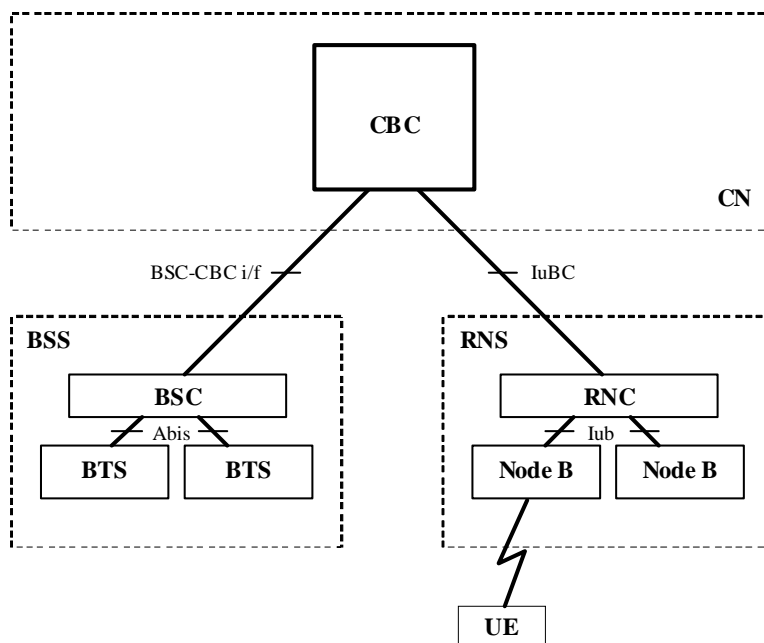 CBC
CN
BSC-CBC i/f
IuBC
BSS
RNS
BSC
RNC
Abis
Iub
BTS
BTS
Node B
Node B
UE